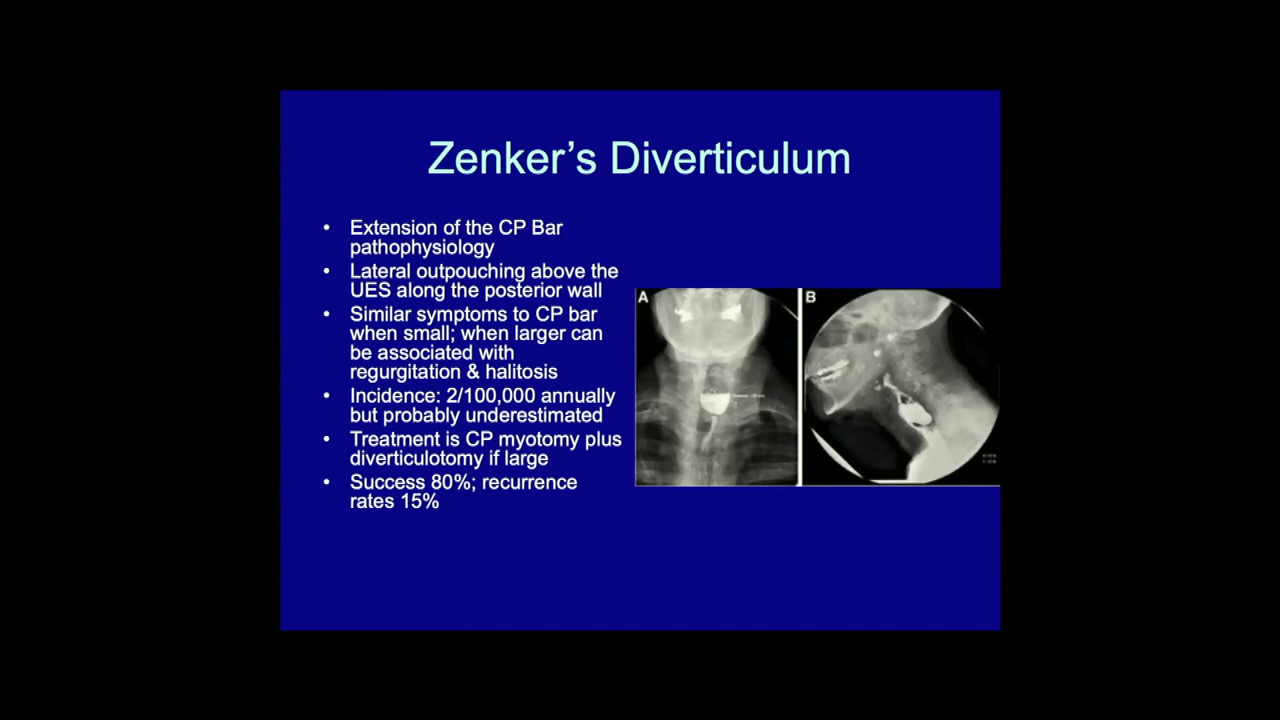 Zenker's Diverticulum
• Extension of the CP Bar
pathophysiology
• Lateral outpouching above the
UES along the posterior wall
• Similar symptoms to CP bar
when small; when larger can
be associated with
regurgitation & halitosis
• Incidence: 2/100,000 annually
but probably underestimated
• Treatment is CP myotomy plus
diverticulotomy if large
• Success 80%; recurrence
rates 15%
A
B